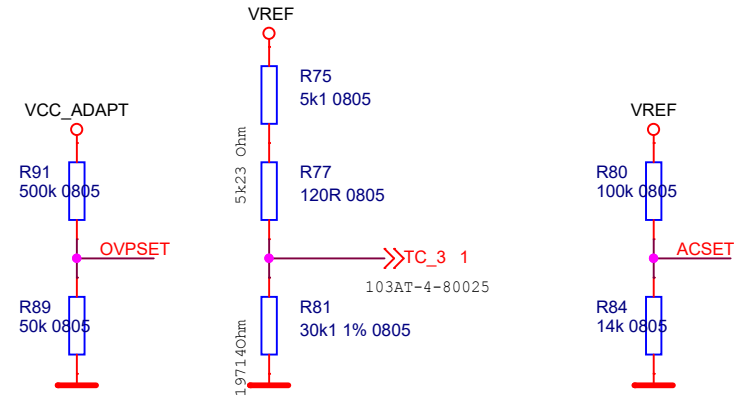 VCC_ADAPT
R91
500k 0805
OVPSET
R89
50k 0805
VREF
R75
5k1 0805
5k23 Ohm
R77
120R 0805
TC_3 1
103AT-4-80025
R81
30k1 1% 0805
19714Ohm
VREF
R80
100k 0805
ACSET
R84
14k 0805